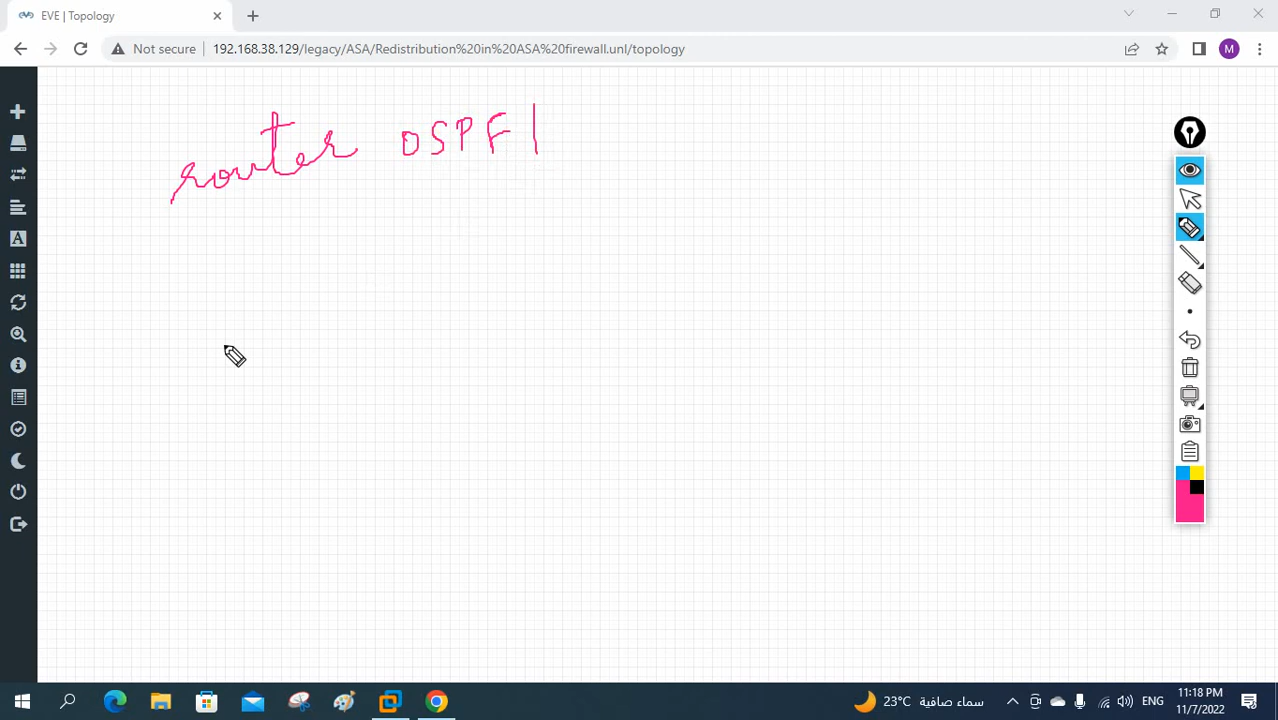 EVE | Topology
Not secure
192.168.38.129/legacy/ASA/Redistribution%20in%20ASA%20firewall.unl/topology
M
router OSPF 1
A
23°C سماء صافية
ENG
11:18 PM
11/7/2022